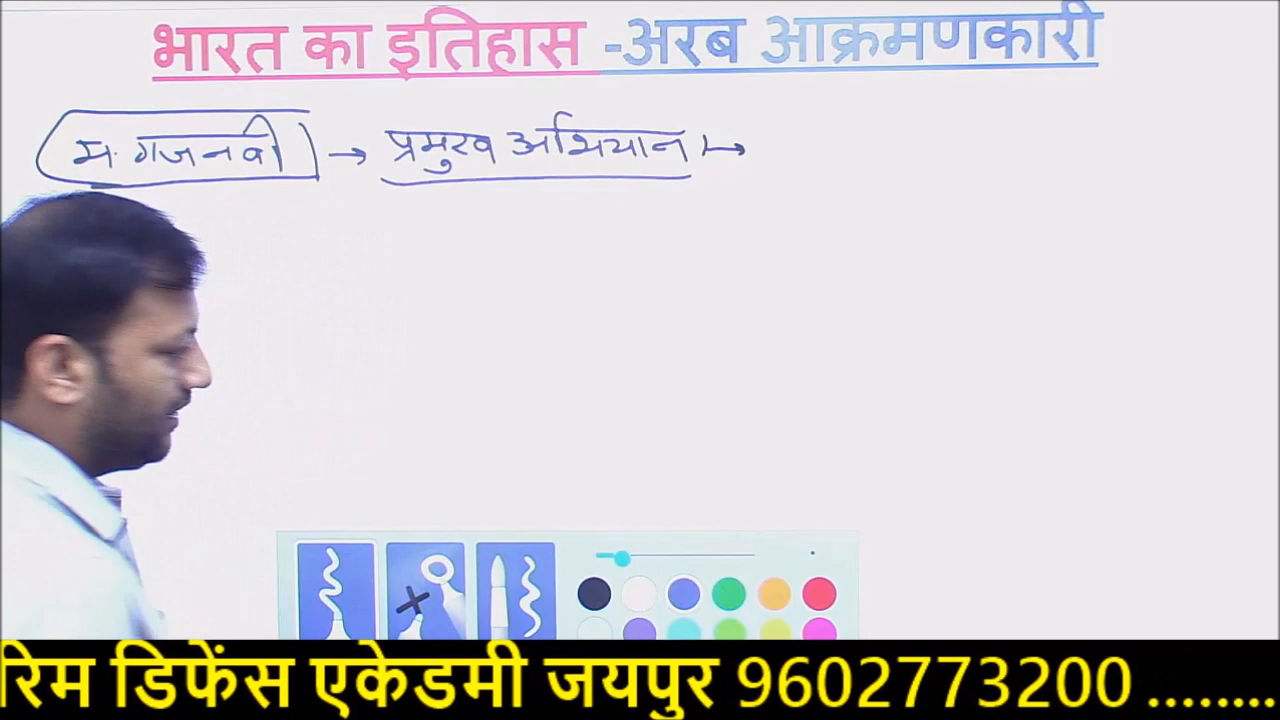 भारत का इतिहास -अरब आक्रमणकारी
म. गजनवी → प्रमुख अभियान ↦
रिम डिफेंस एकेडमी जयपुर 9602773200 ........